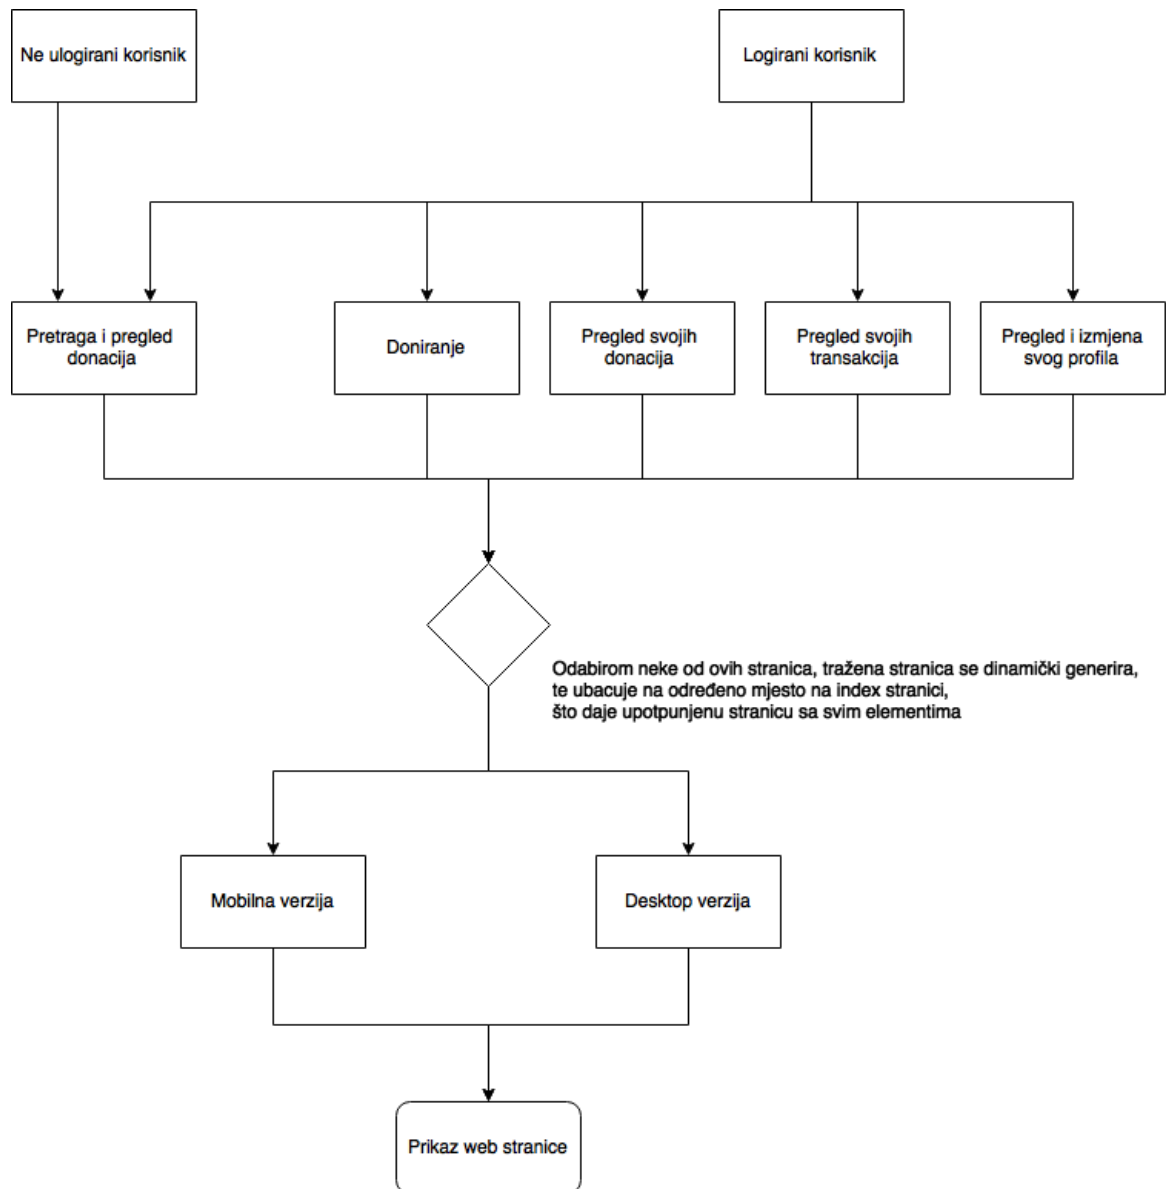 Ne ulogirani korisnik
Logirani korisnik
Pretraga i pregled
donacija
Doniranje
Pregled svojih
donacija
Pregled svojih
transakcija
Pregled i izmjena
svog profila
Odabirom neke od ovih stranica, tražena stranica se dinamički generira,
te ubacuje na određeno mjesto na index stranici,
što daje upotpunjenu stranicu sa svim elementima
Mobilna verzija
Desktop verzija
Prikaz web stranice